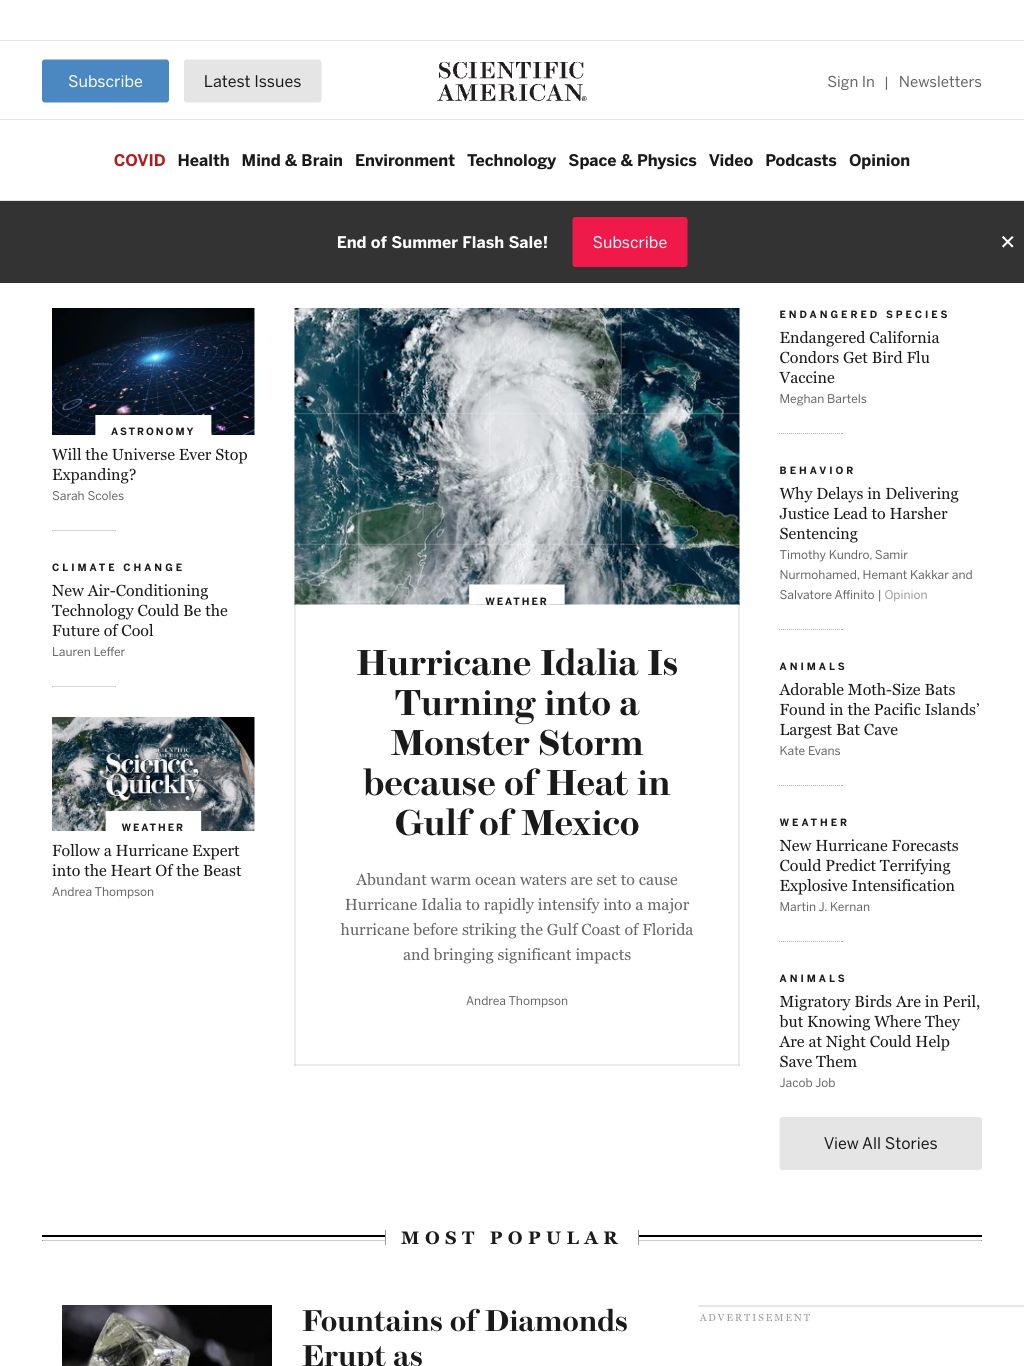 Subscribe
Latest Issues
SCIENTIFIC
AMERICAN®
Sign In | Newsletters
COVID Health Mind & Brain Environment Technology Space & Physics Video Podcasts Opinion
End of Summer Flash Sale!
Subscribe
✕
ASTRONOMY
Will the Universe Ever Stop
Expanding?
Sarah Scoles
CLIMATE CHANGE
New Air-Conditioning
Technology Could Be the
Future of Cool
Lauren Leffer
SCIENTIFIC
AMERICAN
Science,
Quickly
WEATHER
Follow a Hurricane Expert
into the Heart Of the Beast
Andrea Thompson
WEATHER
Hurricane Idalia Is
Turning into a
Monster Storm
because of Heat in
Gulf of Mexico
Abundant warm ocean waters are set to cause
Hurricane Idalia to rapidly intensify into a major
hurricane before striking the Gulf Coast of Florida
and bringing significant impacts
Andrea Thompson
ENDANGERED SPECIES
Endangered California
Condors Get Bird Flu
Vaccine
Meghan Bartels
BEHAVIOR
Why Delays in Delivering
Justice Lead to Harsher
Sentencing
Timothy Kundro, Samir
Nurmohamed, Hemant Kakkar and
Salvatore Affinito | Opinion
ANIMALS
Adorable Moth-Size Bats
Found in the Pacific Islands’
Largest Bat Cave
Kate Evans
WEATHER
New Hurricane Forecasts
Could Predict Terrifying
Explosive Intensification
Martin J. Kernan
ANIMALS
Migratory Birds Are in Peril,
but Knowing Where They
Are at Night Could Help
Save Them
Jacob Job
View All Stories
MOST POPULAR
Fountains of Diamonds
Erupt as
ADVERTISEMENT